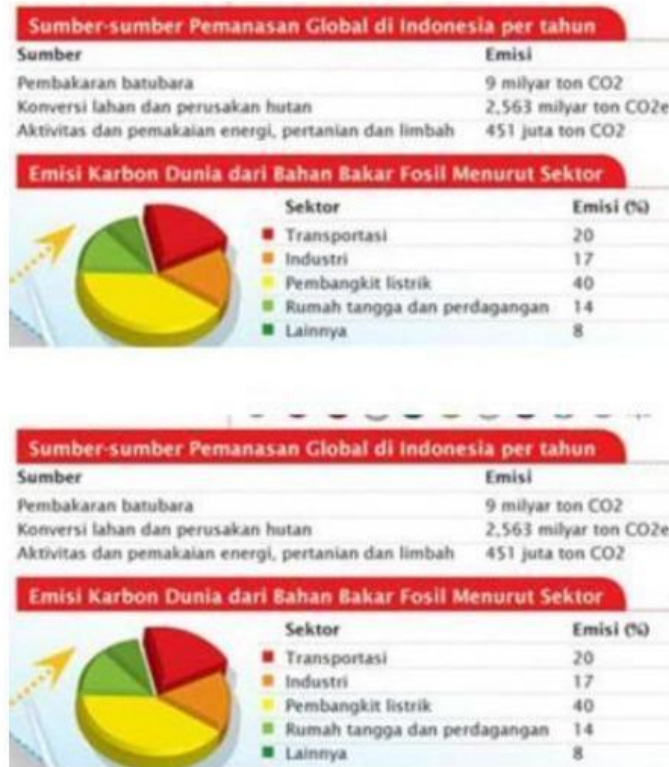 Sumber-sumber Pemanasan Global di Indonesia per tahun
Sumber Emisi
Pembakaran batubara 9 milyar ton CO2
Konversi lahan dan perusakan hutan 2,563 milyar ton CO2e
Aktivitas dan pemakaian energi, pertanian dan limbah 451 juta ton CO2
Emisi Karbon Dunia dari Bahan Bakar Fosil Menurut Sektor
Sektor Emisi (%)
Transportasi 20
Industri 17
Pembangkit listrik 40
Rumah tangga dan perdagangan 14
Lainnya 8
Sumber-sumber Pemanasan Global di Indonesia per tahun
Sumber Emisi
Pembakaran batubara 9 milyar ton CO2
Konversi lahan dan perusakan hutan 2,563 milyar ton CO2e
Aktivitas dan pemakaian energi, pertanian dan limbah 451 juta ton CO2
Emisi Karbon Dunia dari Bahan Bakar Fosil Menurut Sektor
Sektor Emisi (%)
Transportasi 20
Industri 17
Pembangkit listrik 40
Rumah tangga dan perdagangan 14
Lainnya 8